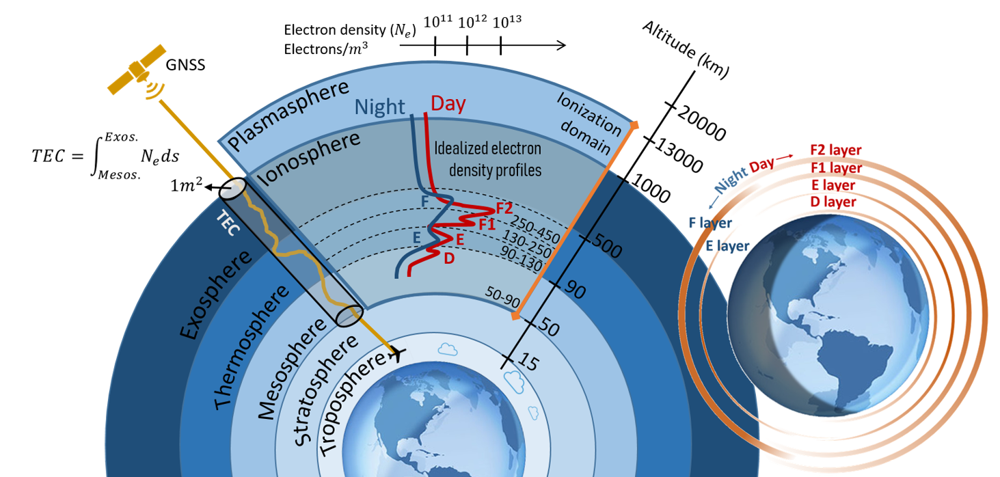 Electron density (Nₑ)
Electrons/m³
10¹¹ 10¹² 10¹³
Altitude (km)
GNSS
Plasmasphere
Night Day
Ionization
domain
20000
13000
1000
500
90
50
15
TEC = ∫ Exos. Mesos. Nₑds
1m²
TEC
Ionosphere
Idealized electron
density profiles
F
F2
F1
E
E
D
250-450
130-250
90-130
50-90
Exosphere
Thermosphere
Mesosphere
Stratosphere
Troposphere
F2 layer
F1 layer
E layer
D layer
Night Day
F layer
E layer